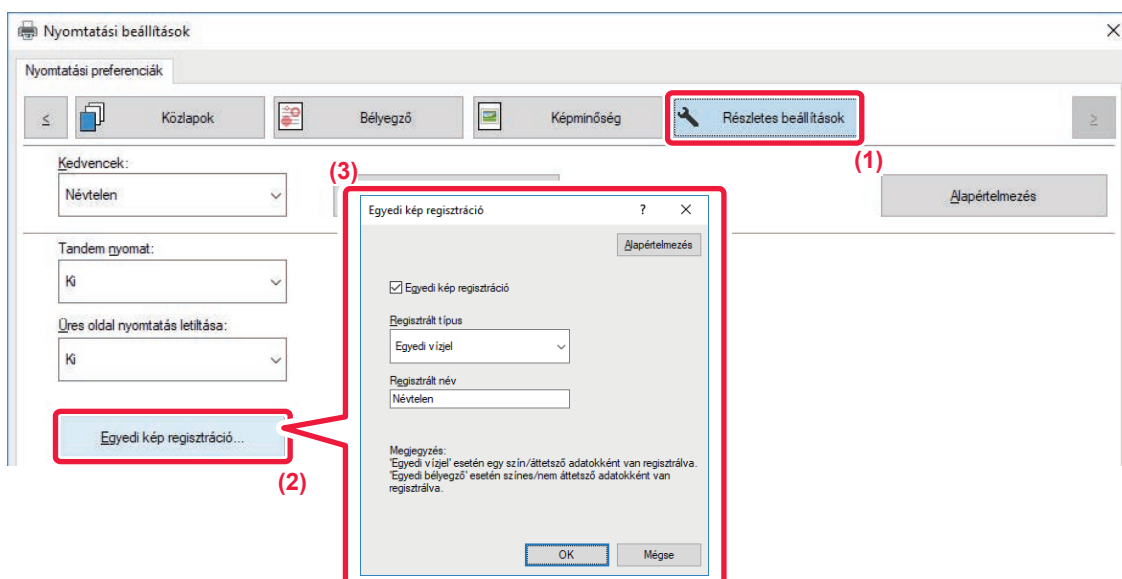 Nyomtatási beállítások
Nyomtatási preferenciák
< Közlapok Bélyegző Képminőség Részletes beállítások >
(1)
Kedvencek:
Névtelen
Alapértelmezés
Tandem nyomat:
Ki
Üres oldal nyomtatás letiltása:
Ki
Egyedi kép regisztráció...
(2)
(3)
Egyedi kép regisztráció ?
Alapértelmezés
Egyedi kép regisztráció
Regisztrált típus
Egyedi vízjel
Regisztrált név
Névtelen
Megjegyzés:
'Egyedi vízjel' esetén egy szín/áttetsző adatokként van regisztrálva.
'Egyedi bélyegző' esetén színes/nem áttetsző adatokként van
regisztrálva.
OK Mégse